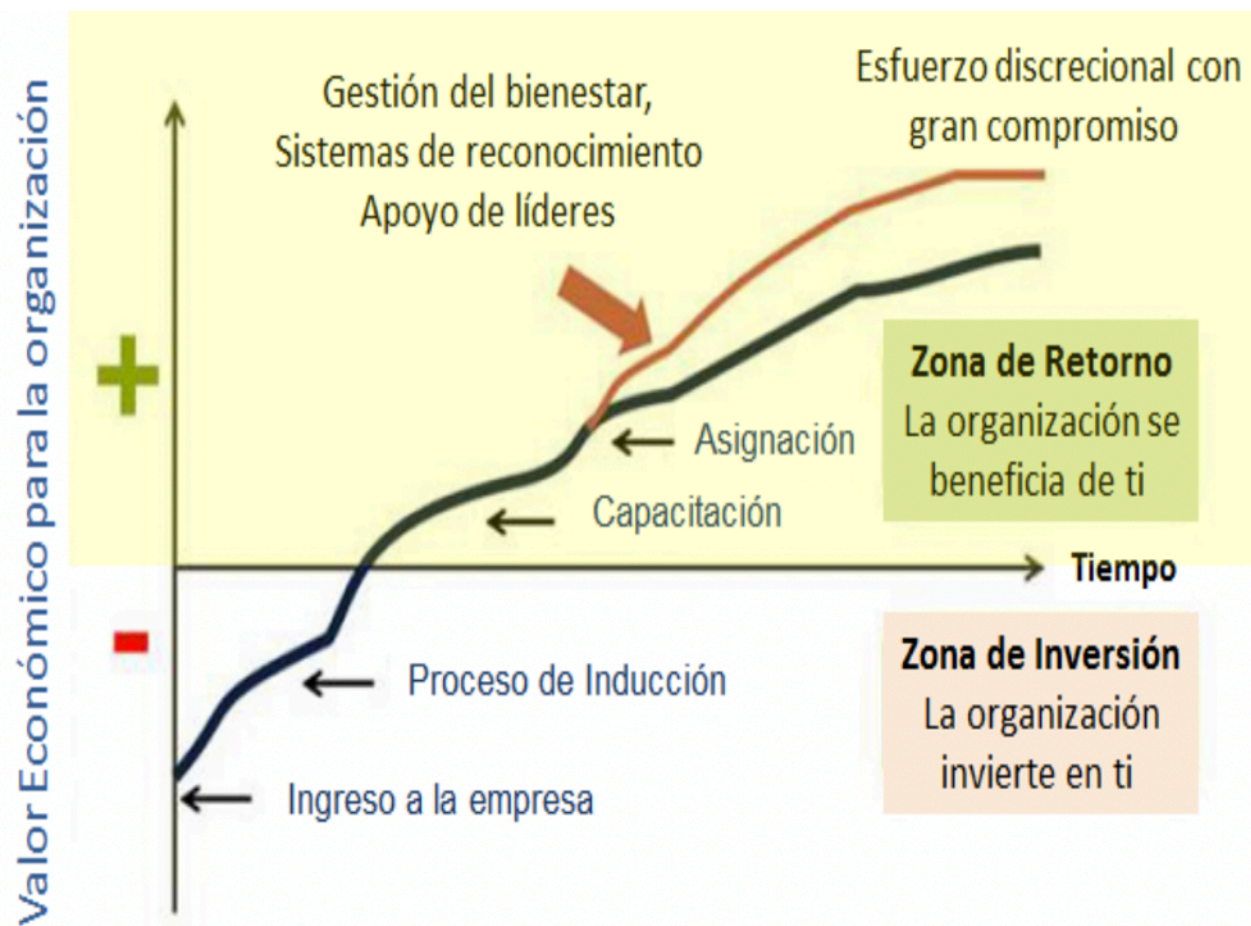 Valor Económico para la organización
Gestión del bienestar,
Sistemas de reconocimiento
Apoyo de líderes
Esfuerzo discrecional con
gran compromiso
+
Zona de Retorno
La organización se
beneficia de ti
Asignación
Capacitación
Tiempo
-
Zona de Inversión
La organización
invierte en ti
Proceso de Inducción
Ingreso a la empresa